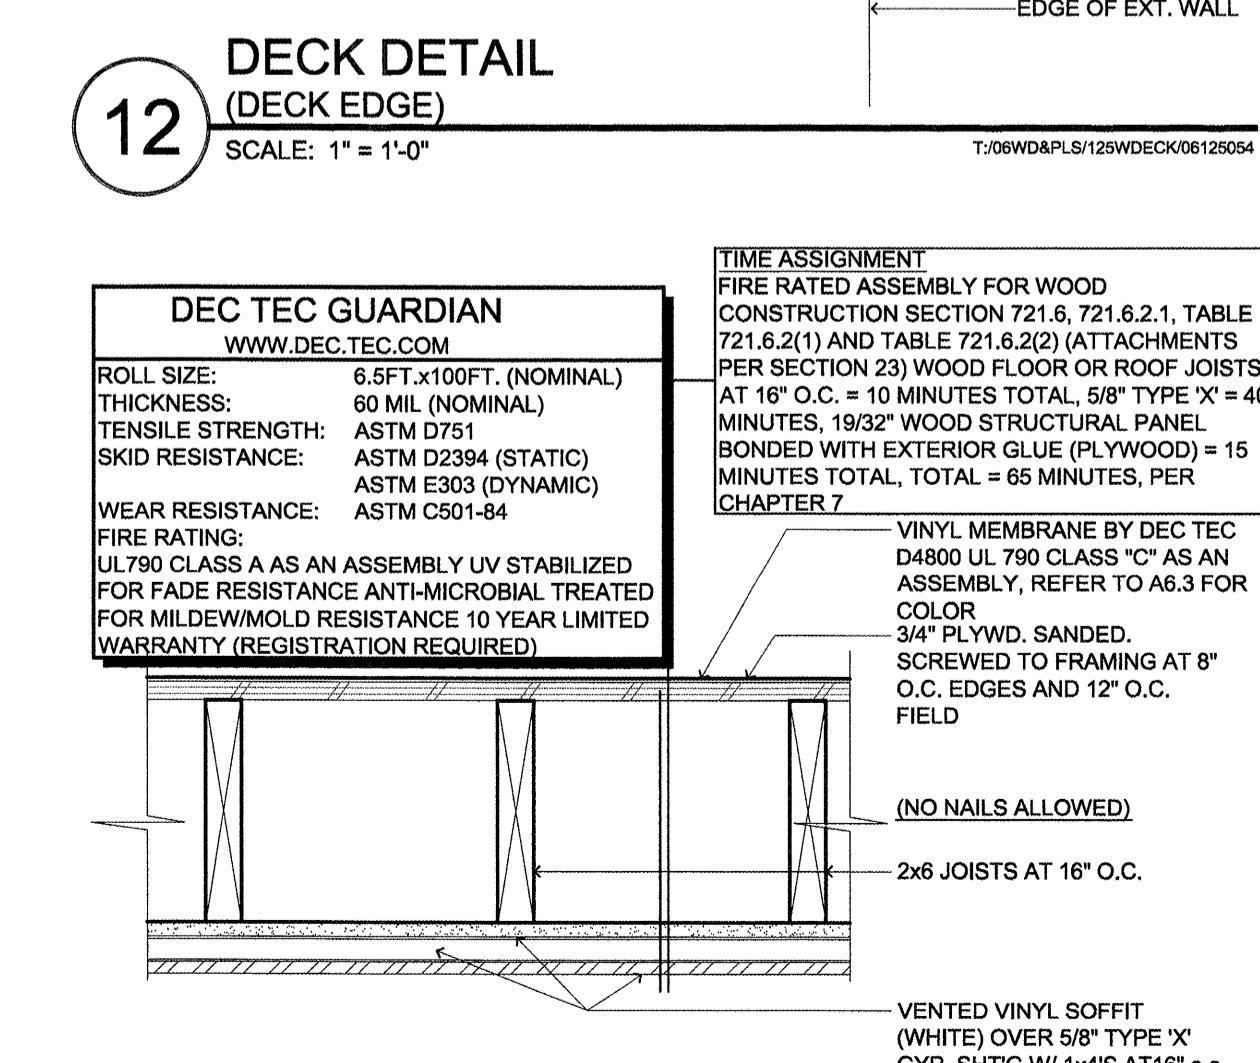 EDGE OF EXT. WALL
DECK DETAIL
12
(DECK EDGE)
SCALE: 1" = 1'-0"
T:/06WD&PLS/125WDECK/06125054
DEC TEC GUARDIAN
WWW.DEC.TEC.COM
ROLL SIZE: 6.5FT.x100FT. (NOMINAL)
THICKNESS: 60 MIL (NOMINAL)
TENSILE STRENGTH: ASTM D751
SKID RESISTANCE: ASTM D2394 (STATIC)
ASTM E303 (DYNAMIC)
WEAR RESISTANCE: ASTM C501-84
FIRE RATING:
UL790 CLASS A AS AN ASSEMBLY UV STABILIZED
FOR FADE RESISTANCE ANTI-MICROBIAL TREATED
FOR MILDEW/MOLD RESISTANCE 10 YEAR LIMITED
WARRANTY (REGISTRATION REQUIRED)
TIME ASSIGNMENT
FIRE RATED ASSEMBLY FOR WOOD
CONSTRUCTION SECTION 721.6, 721.6.2.1, TABLE
721.6.2(1) AND TABLE 721.6.2(2) (ATTACHMENTS
PER SECTION 23) WOOD FLOOR OR ROOF JOISTS
AT 16" O.C. = 10 MINUTES TOTAL, 5/8" TYPE 'X' = 40
MINUTES, 19/32" WOOD STRUCTURAL PANEL
BONDED WITH EXTERIOR GLUE (PLYWOOD) = 15
MINUTES TOTAL, TOTAL = 65 MINUTES, PER
CHAPTER 7
VINYL MEMBRANE BY DEC TEC
D4800 UL 790 CLASS "C" AS AN
ASSEMBLY, REFER TO A6.3 FOR
COLOR
3/4" PLYWD. SANDED.
SCREWED TO FRAMING AT 8"
O.C. EDGES AND 12" O.C.
FIELD
(NO NAILS ALLOWED)
2x6 JOISTS AT 16" O.C.
VENTED VINYL SOFFIT
(WHITE) OVER 5/8" TYPE 'X'
GYP. SHT'G W/ 1x4'S AT16" o.c.